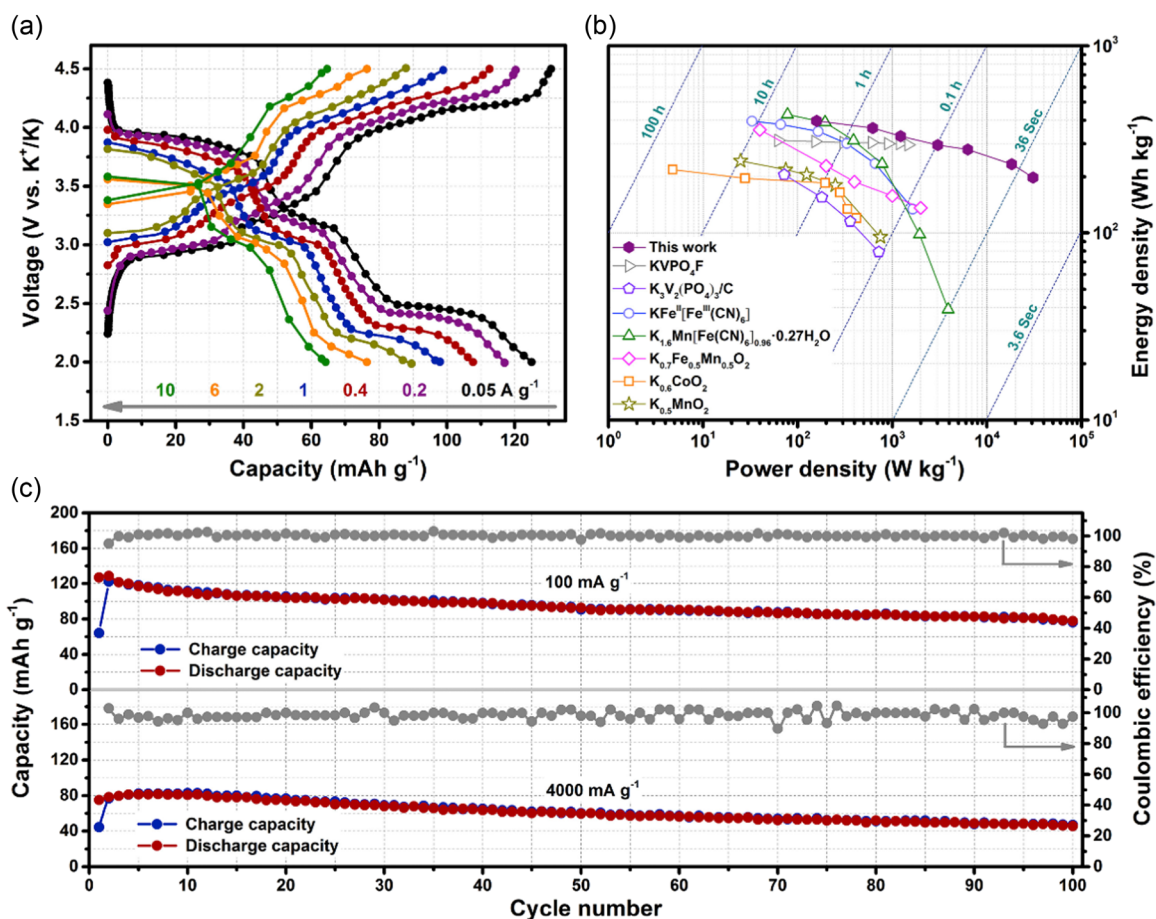 (a)
4.5
4.0
3.5
3.0
2.5
2.0
1.5
Voltage (V vs. K⁺/K)
10 6 2 1 0.4 0.2 0.05 A g⁻¹
0 20 40 60 80 100 120
Capacity (mAh g⁻¹)
(b)
100 h
10 h
1 h
0.1 h
36 Sec
3.6 Sec
This work
KVPO₄F
K₃V₂(PO₄)₃/C
KFeᴵᴵ[Feᴵᴵᴵ(CN)₆]
K₁.₆Mn[Fe(CN)₆]₀.₉₆·0.27H₂O
K₀.₇Fe₀.₅Mn₀.₅O₂
K₀.₆CoO₂
K₀.₅MnO₂
10³
10²
10¹
Energy density (Wh kg⁻¹)
10⁰ 10¹ 10² 10³ 10⁴ 10⁵
Power density (W kg⁻¹)
(c)
200
160
120
80
40
0
160
120
80
40
0
Capacity (mAh g⁻¹)
100 mA g⁻¹
Charge capacity
Discharge capacity
4000 mA g⁻¹
Charge capacity
Discharge capacity
100
80
60
40
20
0
100
80
60
40
20
0
Coulombic efficiency (%)
0 10 20 30 40 50 60 70 80 90 100
Cycle number